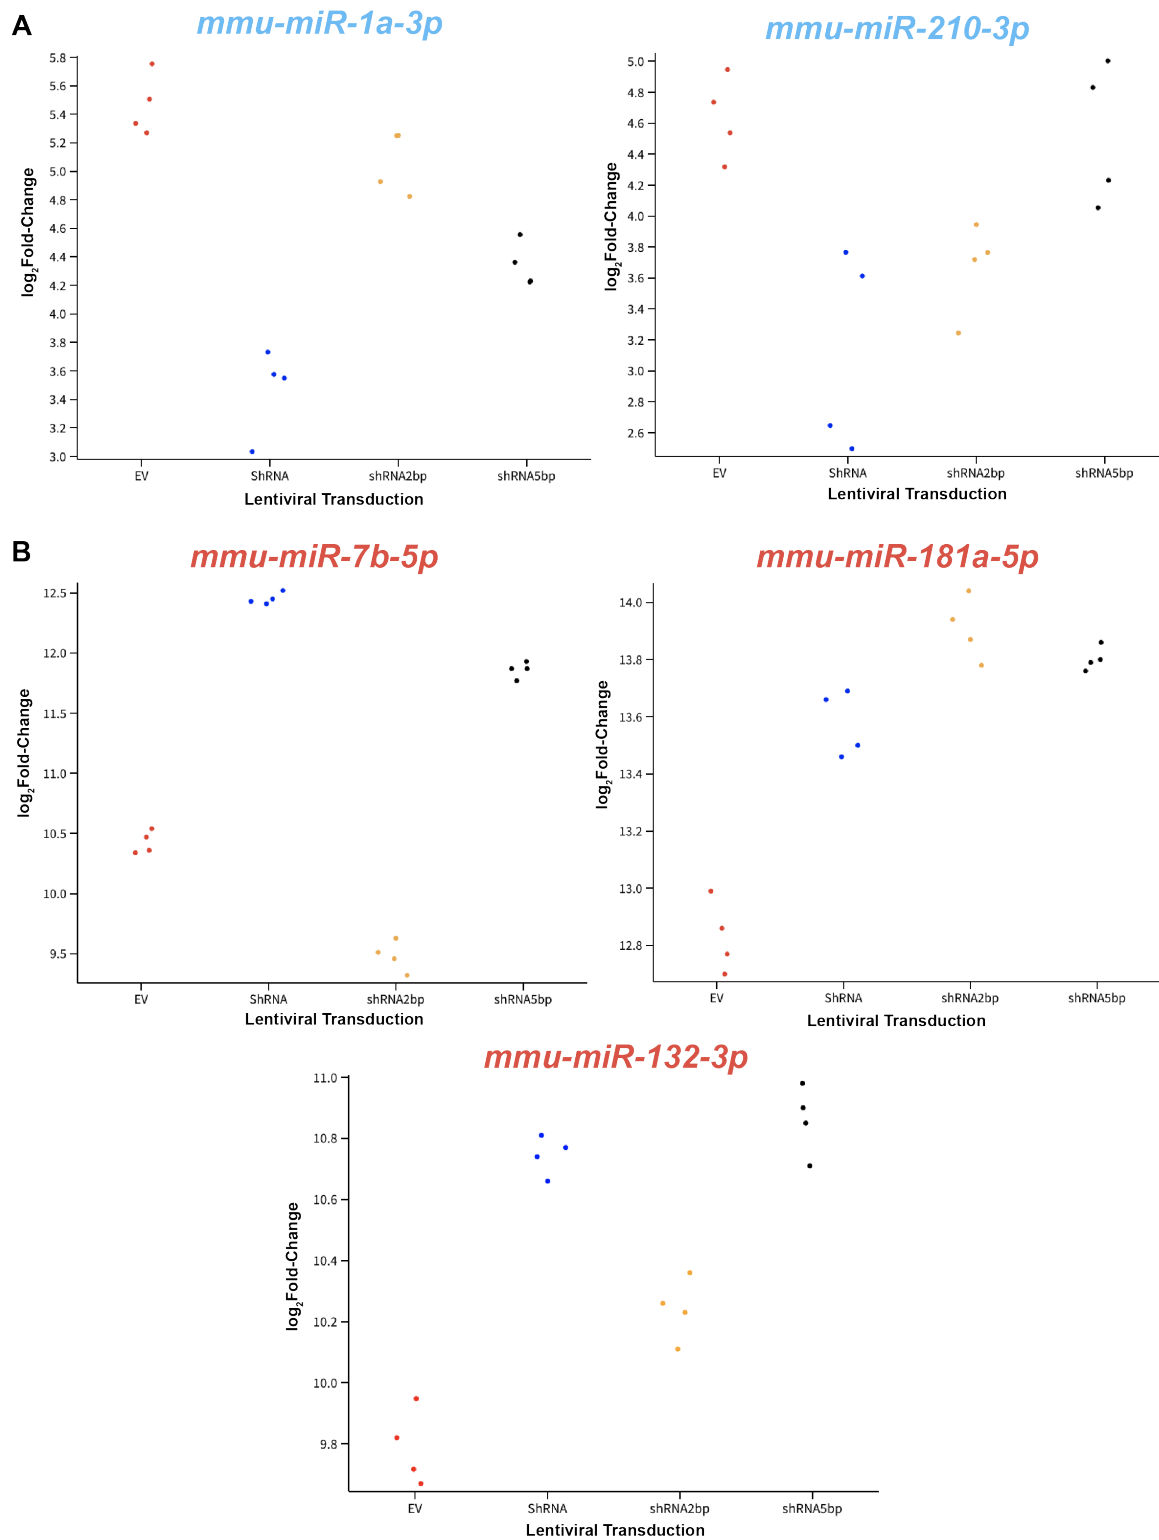 A
mmu-miR-1a-3p
mmu-miR-210-3p
5.8
5.6
5.4
5.2
5.0
4.8
4.6
4.4
4.2
4.0
3.8
3.6
3.4
3.2
3.0
log2Fold-Change
EV
ShRNA
shRNA2bp
shRNA5bp
Lentiviral Transduction
5.0
4.8
4.6
4.4
4.2
4.0
3.8
3.6
3.4
3.2
3.0
2.8
2.6
log2Fold-Change
EV
ShRNA
shRNA2bp
shRNA5bp
Lentiviral Transduction
B
mmu-miR-7b-5p
mmu-miR-181a-5p
12.5
12.0
11.5
11.0
10.5
10.0
9.5
log2Fold-Change
EV
ShRNA
shRNA2bp
shRNA5bp
Lentiviral Transduction
14.0
13.8
13.6
13.4
13.2
13.0
12.8
log2Fold-Change
EV
ShRNA
shRNA2bp
shRNA5bp
Lentiviral Transduction
mmu-miR-132-3p
11.0
10.8
10.6
10.4
10.2
10.0
9.8
log2Fold-Change
EV
ShRNA
shRNA2bp
shRNA5bp
Lentiviral Transduction